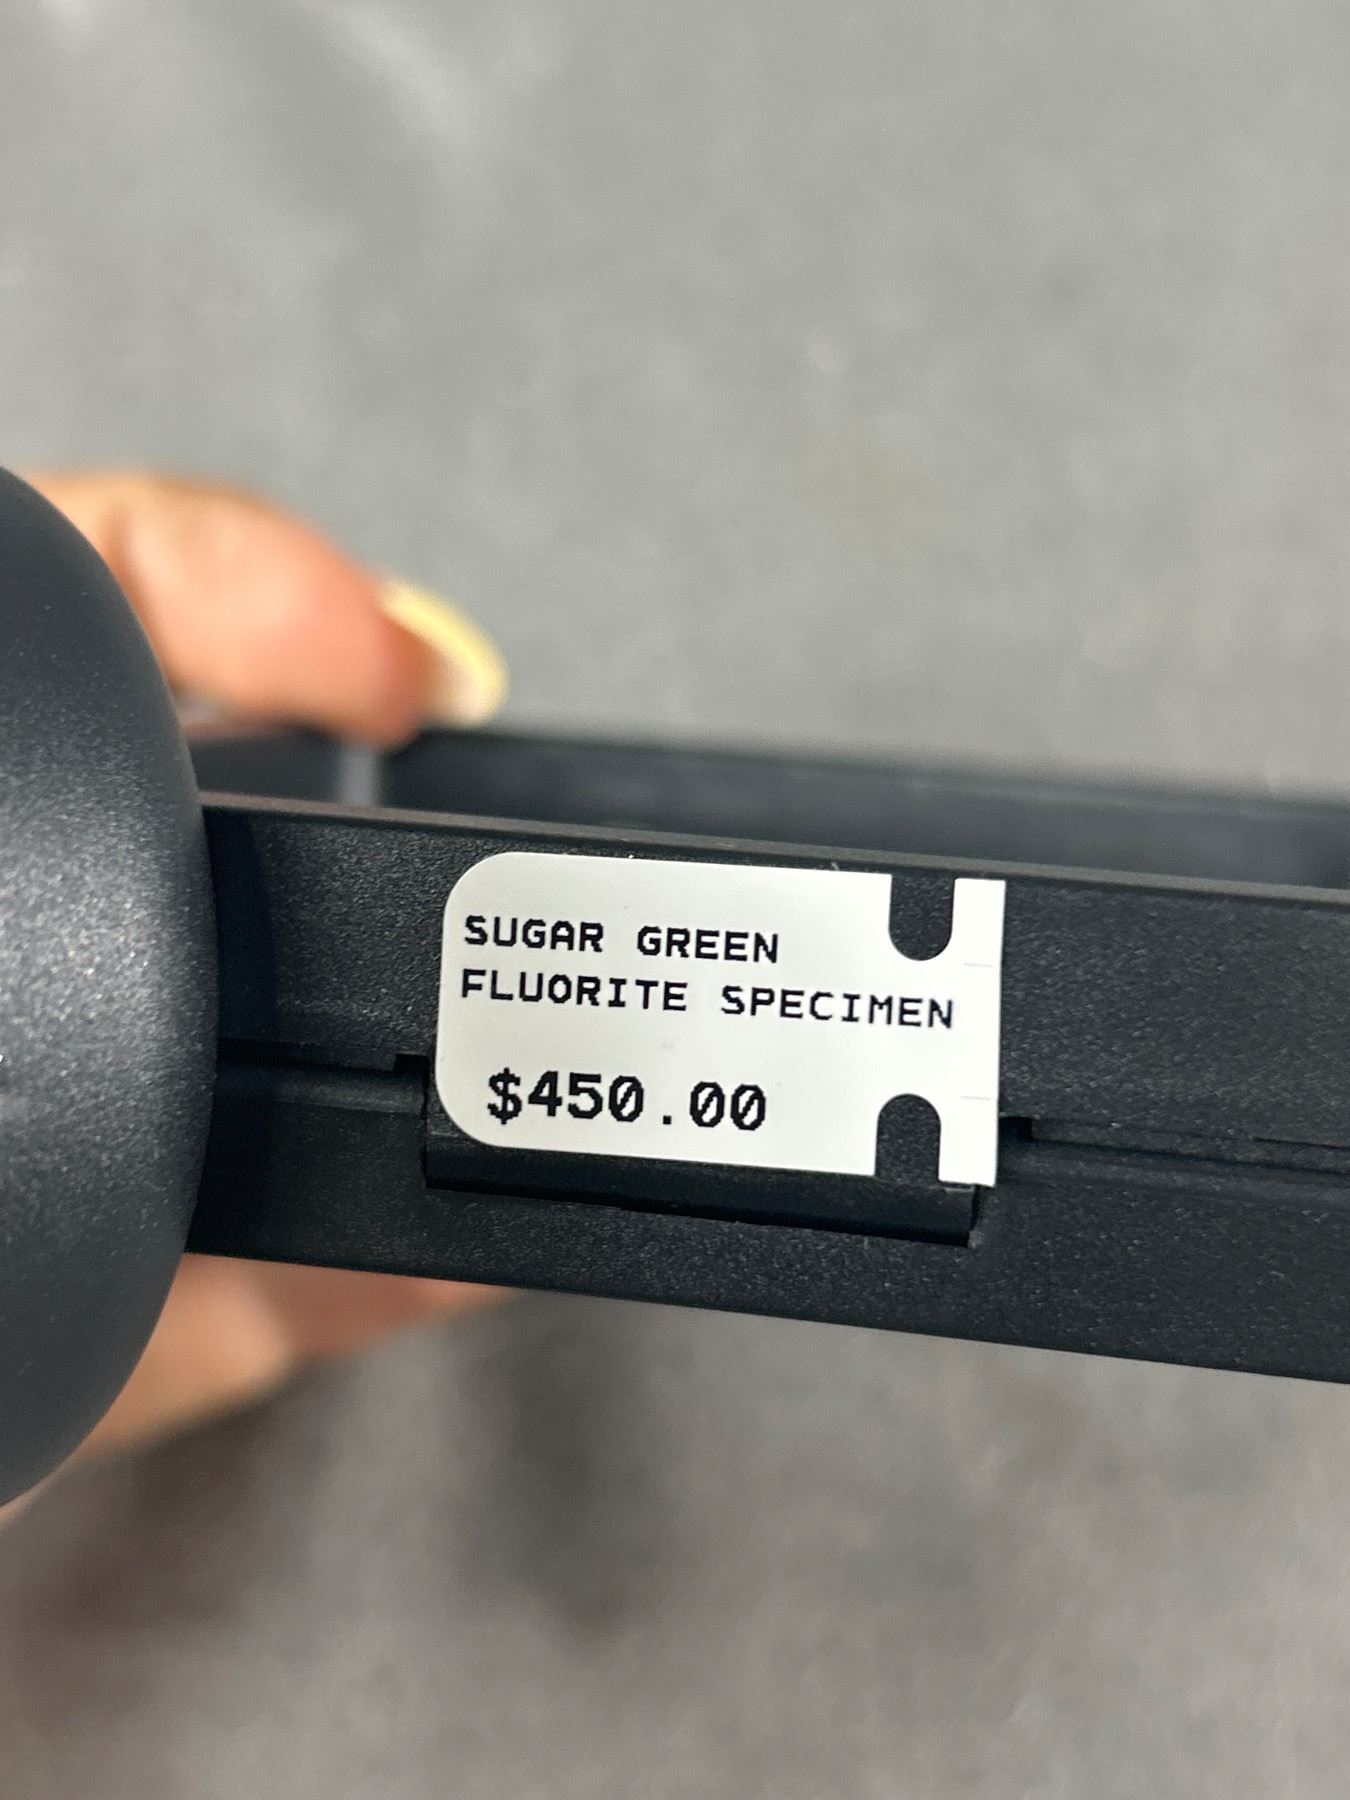 SUGAR GREEN
FLUORITE SPECIMEN
$450.00